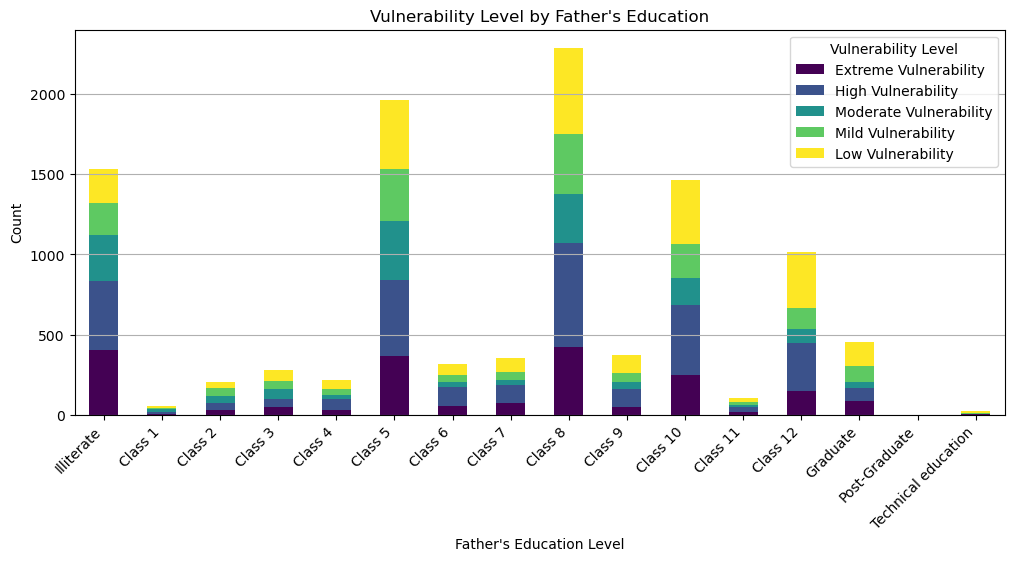 Vulnerability Level by Father's Education
Vulnerability Level
Extreme Vulnerability
High Vulnerability
Moderate Vulnerability
Mild Vulnerability
Low Vulnerability
Count
2000
1500
1000
500
0
Illiterate
Class 1
Class 2
Class 3
Class 4
Class 5
Class 6
Class 7
Class 8
Class 9
Class 10
Class 11
Class 12
Graduate
Post-Graduate
Technical education
Father's Education Level